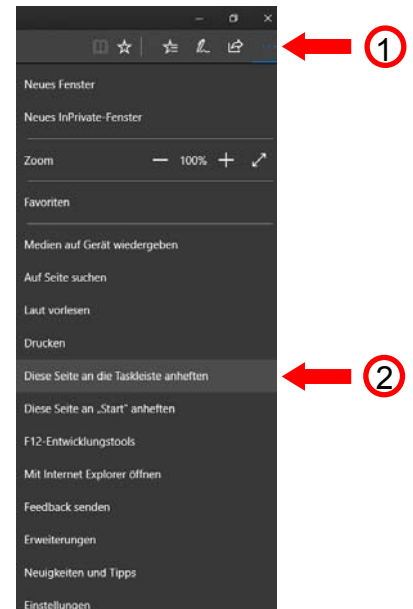 1
Neues Fenster
Neues InPrivate-Fenster
Zoom 100%
Favoriten
Medien auf Gerät wiedergeben
Auf Seite suchen
Laut vorlesen
Drucken
Diese Seite an die Taskleiste anheften 2
Diese Seite an „Start“ anheften
F12-Entwicklungstools
Mit Internet Explorer öffnen
Feedback senden
Erweiterungen
Neuigkeiten und Tipps
Einstellungen